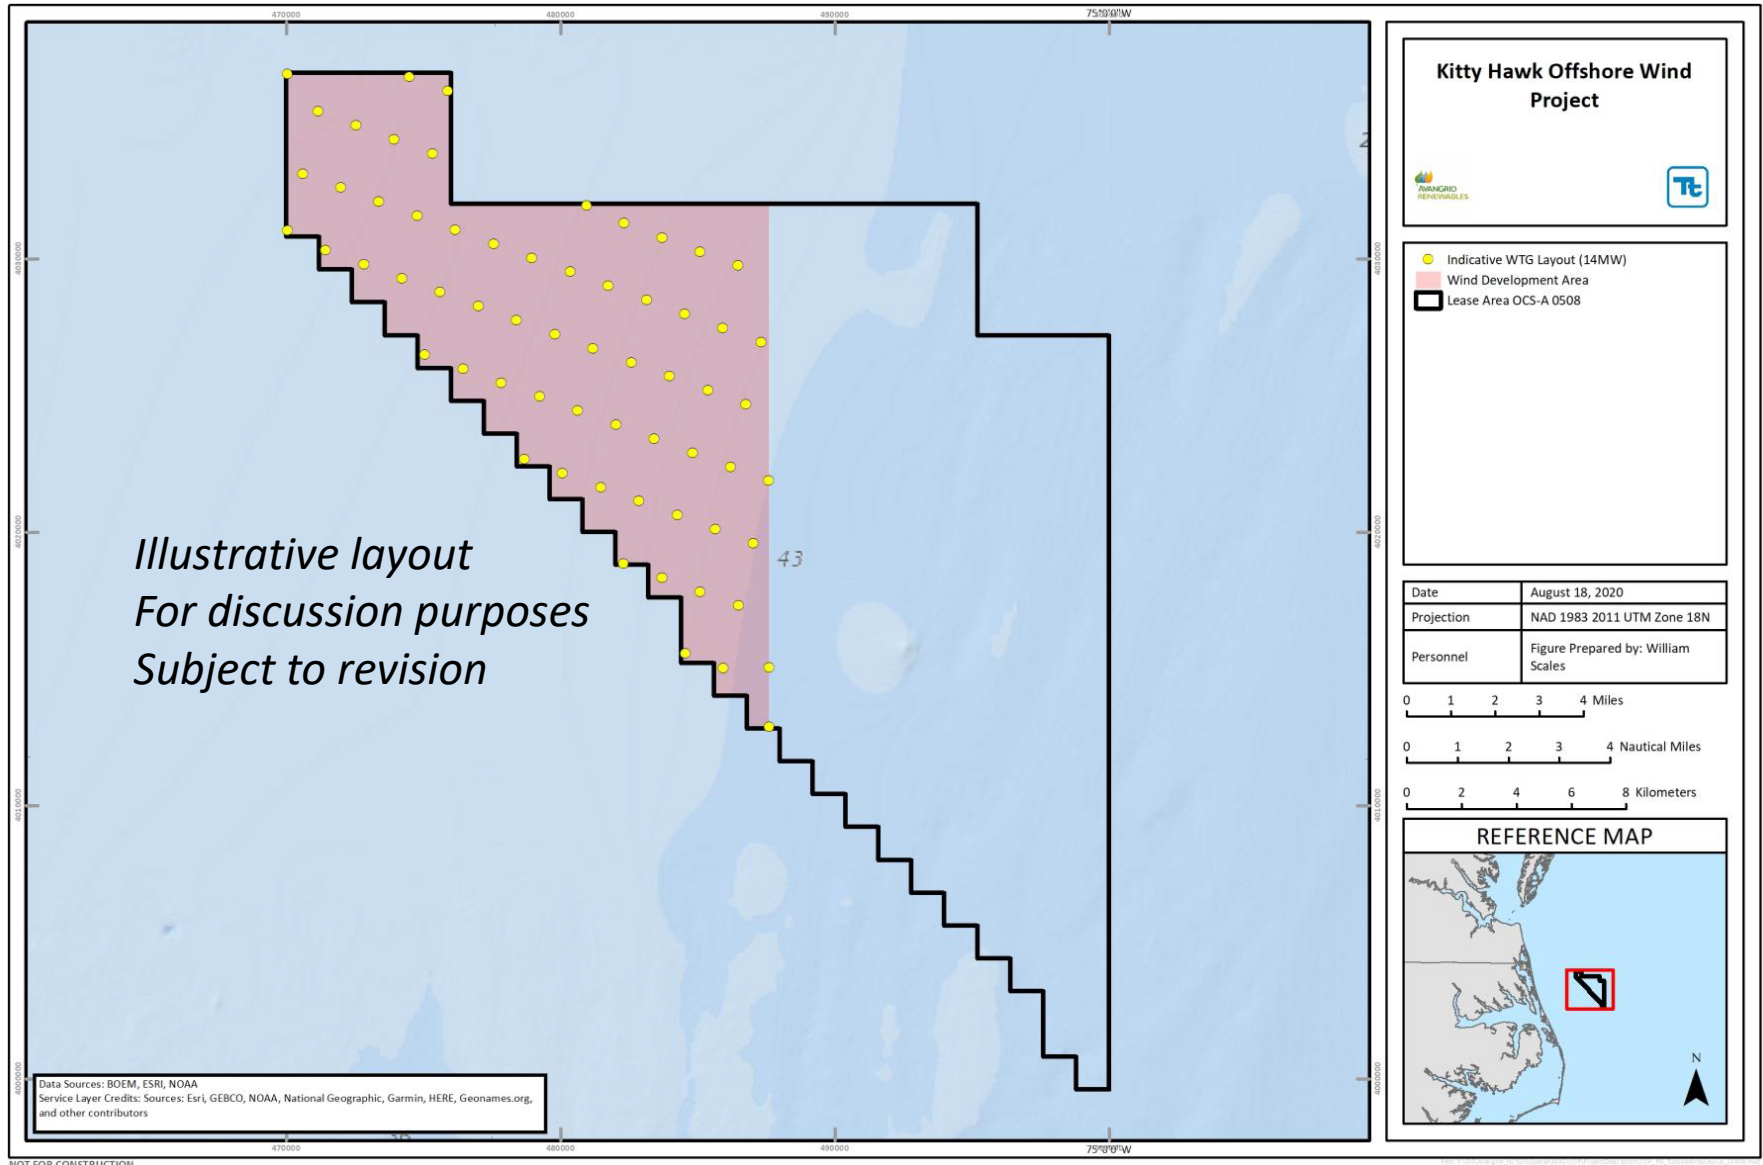 470000
480000
490000
75°0'0"W
Kitty Hawk Offshore Wind
Project
AVANGRID
RENEWABLES
Tt
Indicative WTG Layout (14MW)
Wind Development Area
Lease Area OCS-A 0508
4030000
4030000
4020000
4020000
4010000
4010000
4000000
4000000
2
43
Illustrative layout
For discussion purposes
Subject to revision
Date August 18, 2020
Projection NAD 1983 2011 UTM Zone 18N
Personnel Figure Prepared by: William
Scales
0 1 2 3 4 Miles
0 1 2 3 4 Nautical Miles
0 2 4 6 8 Kilometers
REFERENCE MAP
N
Data Sources: BOEM, ESRI, NOAA
Service Layer Credits: Sources: Esri, GEBCO, NOAA, National Geographic, Garmin, HERE, Geonames.org,
and other contributors
470000
480000
490000
75°0'0"W
NOT FOR CONSTRUCTION